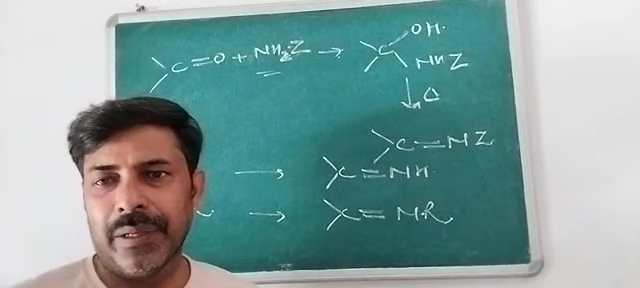 >C=O + NH2Z → >C OH.
NHZ
↓Δ
>C=NZ
→ >C=NH.
→ >C=NR